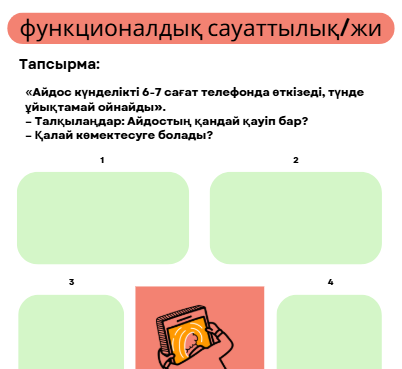 функционалдық сауаттылық/жи
Тапсырма:
«Айдос күнделікті 6-7 сағат телефонда өткізеді, түнде
ұйықтамай ойнайды».
– Талқылаңдар: Айдостың қандай қауіп бар?
– Қалай көмектесуге болады?
1
2
3
4